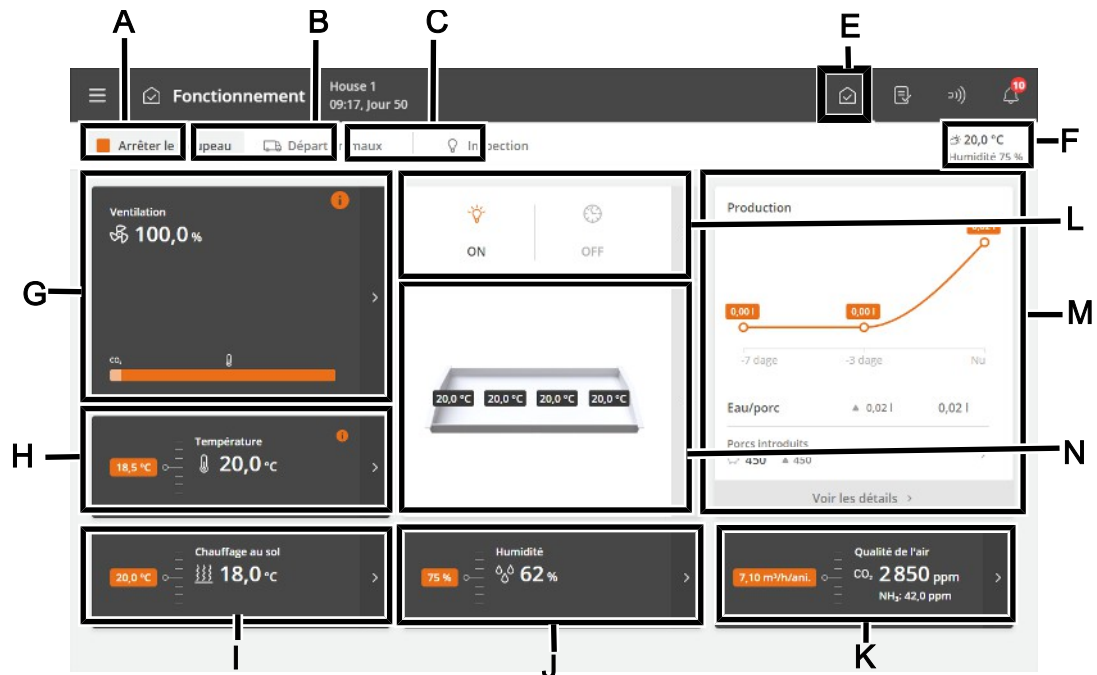 A B C E
Fonctionnement
House 1
09:17, Jour 50
10
Arrêter le upeau Départ maux Inspection
20,0 °C
Humidité 75 %
F
Ventilation
100,0 %
CO₂
G
ON OFF
L
Production
0,00 l 0,00 l 0,02 l
-7 dage -3 dage Nu
M
Eau/porc 0,02 l 0,02 l
Porcs introduits
450 450
Voir les détails
20,0 °C 20,0 °C 20,0 °C 20,0 °C
N
H
Température
18,5 °C 20,0 °C
Chauffage au sol
20,0 °C 18,0 °C
Humidité
75 % 62 %
Qualité de l'air
7,10 m³/h/ani. CO₂ 2 850 ppm
NH₃: 42,0 ppm
I J K